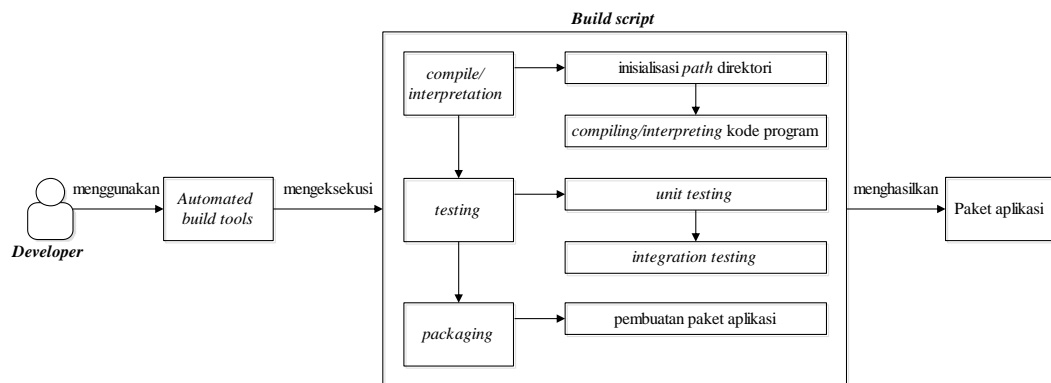 Build script
compile/
interpretation
inisialisasi path direktori
compiling/interpreting kode program
menggunakan
Automated
build tools
mengeksekusi
testing
unit testing
integration testing
menghasilkan
Paket aplikasi
Developer
packaging
pembuatan paket aplikasi